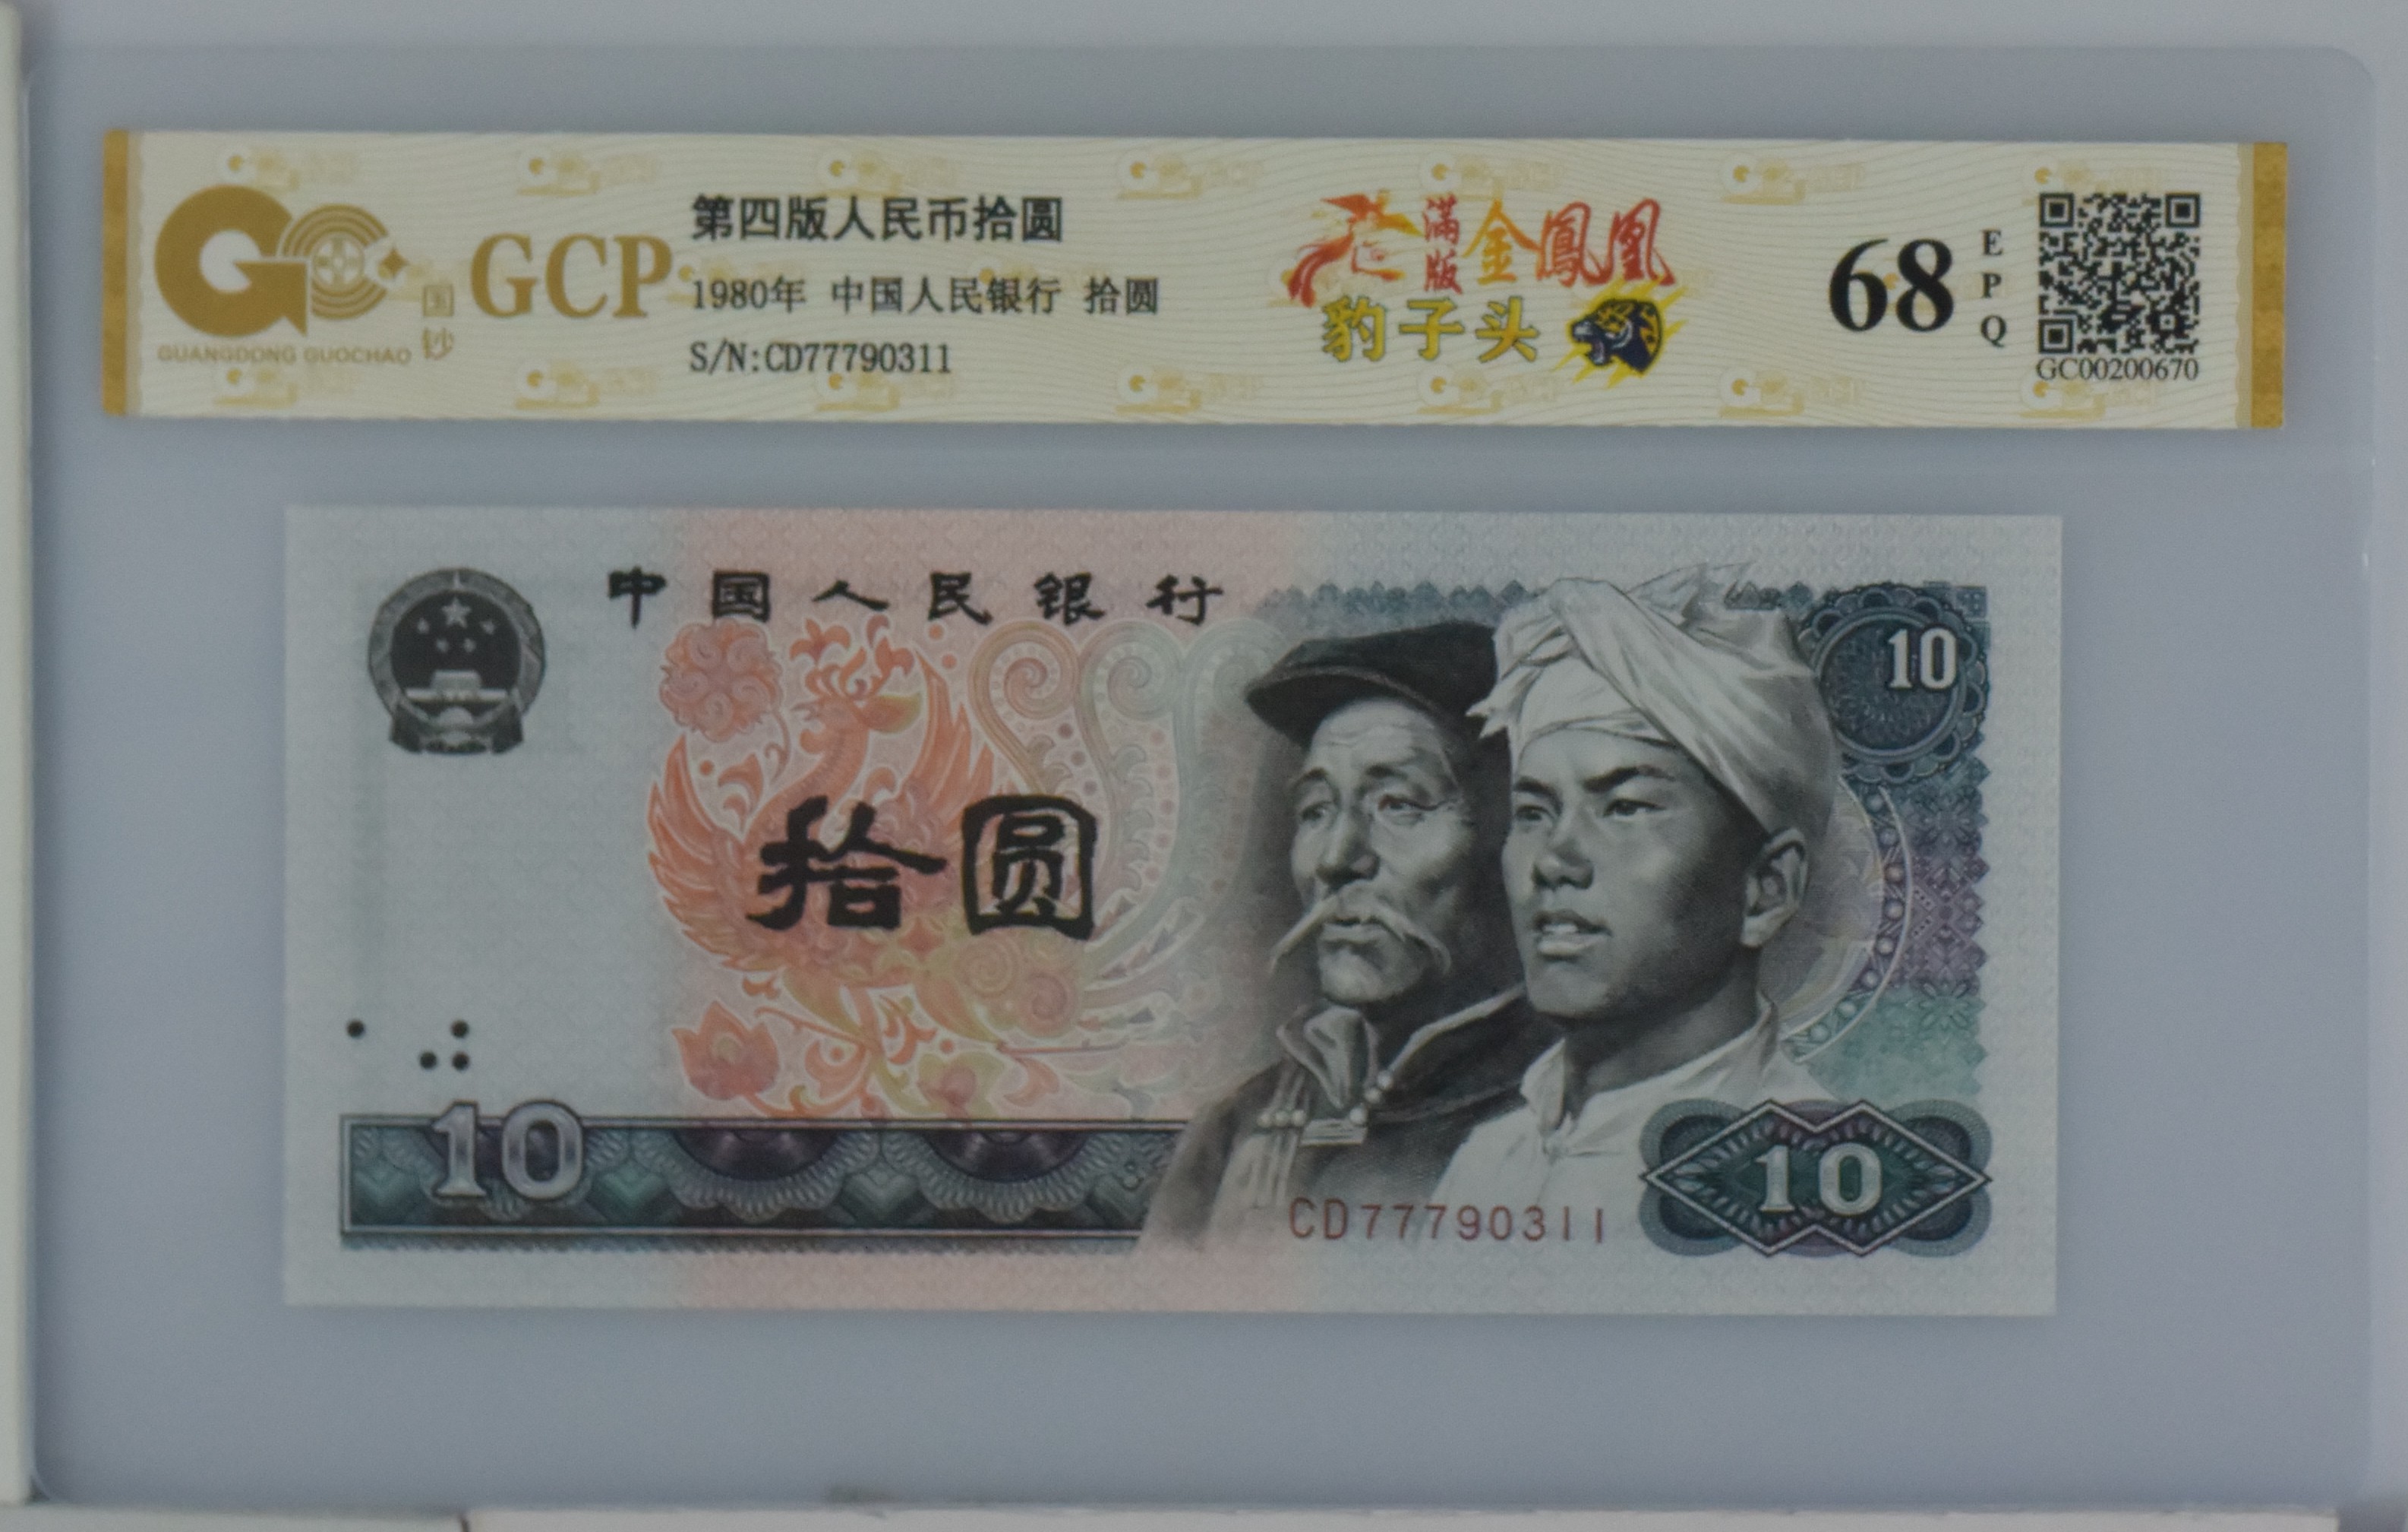 GCP
国钞
GUANGDONG GUOCHAO
第四版人民币拾圆
1980年 中国人民银行 拾圆
S/N:CD77790311
满版金鳳凰
豹子头
68
EPQ
GC00200670
中国人民银行
10
拾圆
10
CD77790311
10